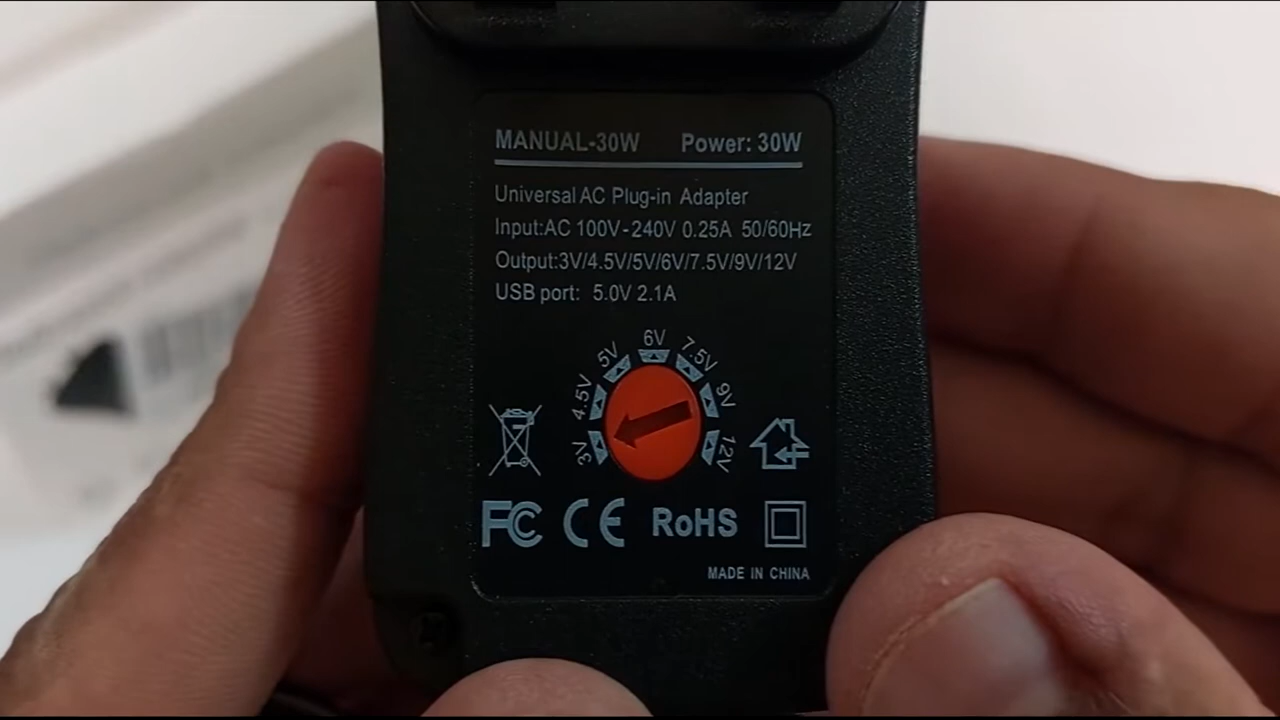 MANUAL-30W Power: 30W
Universal AC Plug-in Adapter
Input:AC 100V-240V 0.25A 50/60Hz
Output:3V/4.5V/5V/6V/7.5V/9V/12V
USB port: 5.0V 2.1A
3V 4.5V 5V 6V 7.5V 9V 12V
FC CE RoHS
MADE IN CHINA